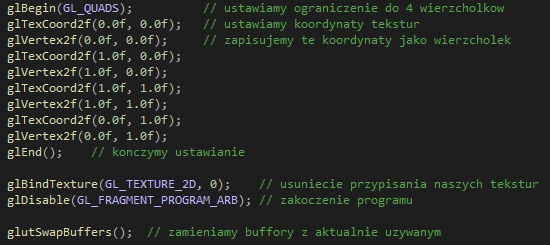 glBegin(GL_QUADS);          // ustawiamy ograniczenie do 4 wierzcholkow
glTexCoord2f(0.0f, 0.0f);   // ustawiamy koordynaty tekstur
glVertex2f(0.0f, 0.0f);     // zapisujemy te koordynaty jako wierzcholek
glTexCoord2f(1.0f, 0.0f);
glVertex2f(1.0f, 0.0f);
glTexCoord2f(1.0f, 1.0f);
glVertex2f(1.0f, 1.0f);
glTexCoord2f(0.0f, 1.0f);
glVertex2f(0.0f, 1.0f);
glEnd();    // konczymy ustawianie
glBindTexture(GL_TEXTURE_2D, 0);    // usuniecie przypisania naszych tekstur
glDisable(GL_FRAGMENT_PROGRAM_ARB); // zakoczenie programu
glutSwapBuffers();  // zamieniamy buffory z aktualnie uzywanym